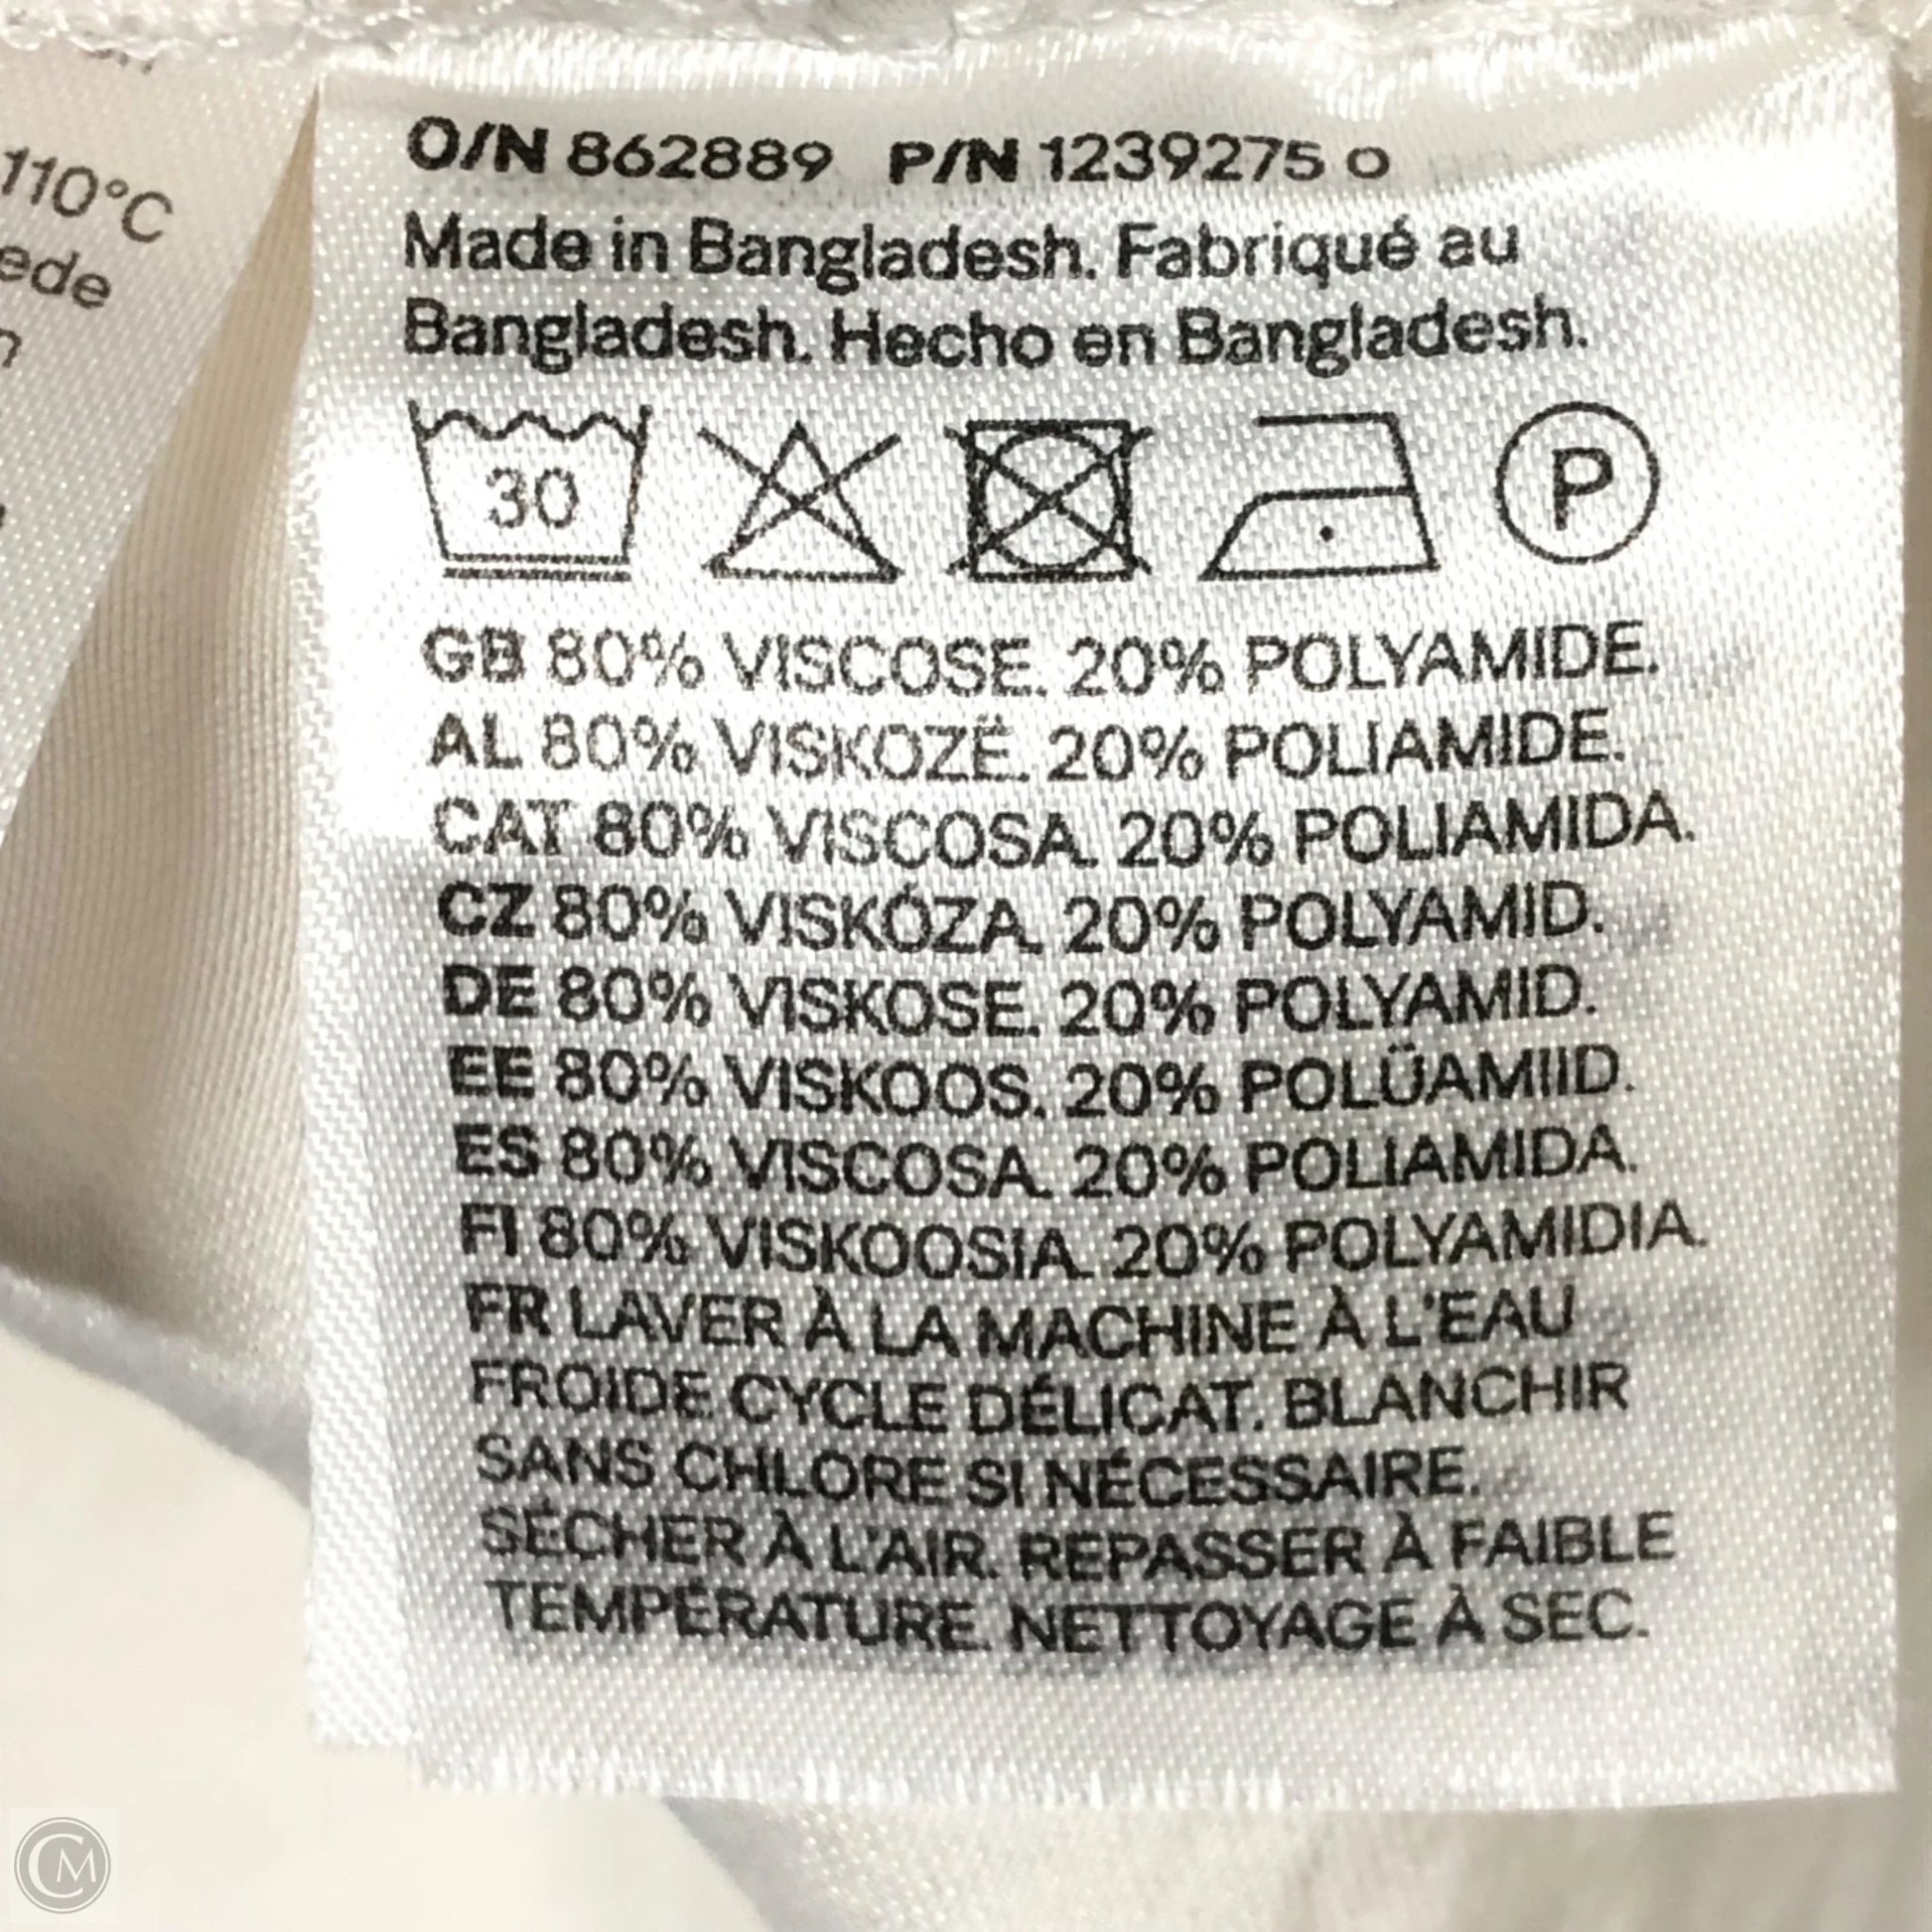 110°C
O/N 862889 P/N 1239275 O
Made in Bangladesh. Fabriqué au
Bangladesh. Hecho en Bangladesh.
30
P
GB 80% VISCOSE. 20% POLYAMIDE.
AL 80% VISKOZË. 20% POLIAMIDE.
CAT 80% VISCOSA. 20% POLIAMIDA.
CZ 80% VISKÓZA. 20% POLYAMID.
DE 80% VISKOSE. 20% POLYAMID.
EE 80% VISKOOS. 20% POLÜAMIID.
ES 80% VISCOSA. 20% POLIAMIDA.
FI 80% VISKOOSIA. 20% POLYAMIDIA.
FR LAVER À LA MACHINE À L'EAU
FROIDE CYCLE DÉLICAT. BLANCHIR
SANS CHLORE SI NÉCESSAIRE.
SÉCHER À L'AIR. REPASSER À FAIBLE
TEMPÉRATURE. NETTOYAGE À SEC.
CM